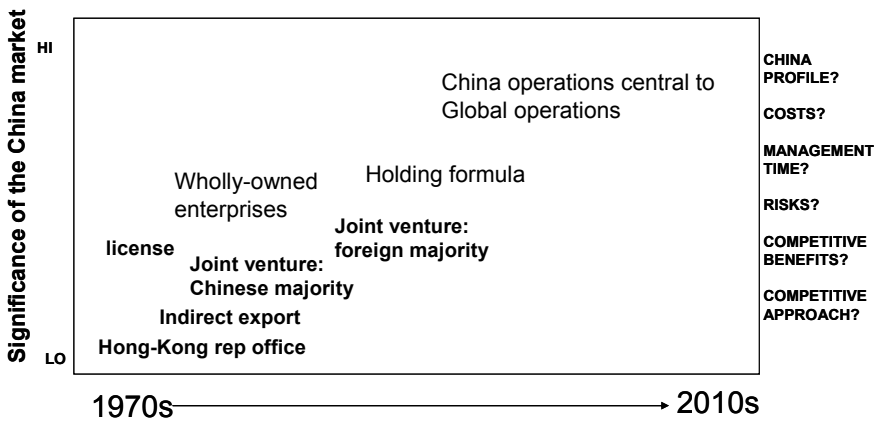 Significance of the China market
HI
LO
China operations central to
Global operations
Wholly-owned
enterprises
Holding formula
Joint venture:
foreign majority
license
Joint venture:
Chinese majority
Indirect export
Hong-Kong rep office
CHINA
PROFILE?
COSTS?
MANAGEMENT
TIME?
RISKS?
COMPETITIVE
BENEFITS?
COMPETITIVE
APPROACH?
1970s
2010s